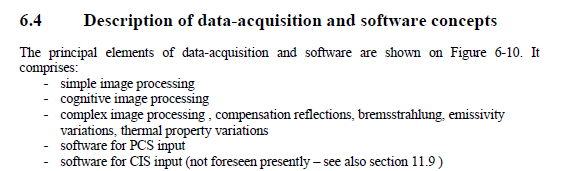 6.4 Description of data-acquisition and software concepts
The principal elements of data-acquisition and software are shown on Figure 6-10. It
comprises:
- simple image processing
- cognitive image processing
- complex image processing , compensation reflections, bremsstrahlung, emissivity
variations, thermal property variations
- software for PCS input
- software for CIS input (not foreseen presently – see also section 11.9 )